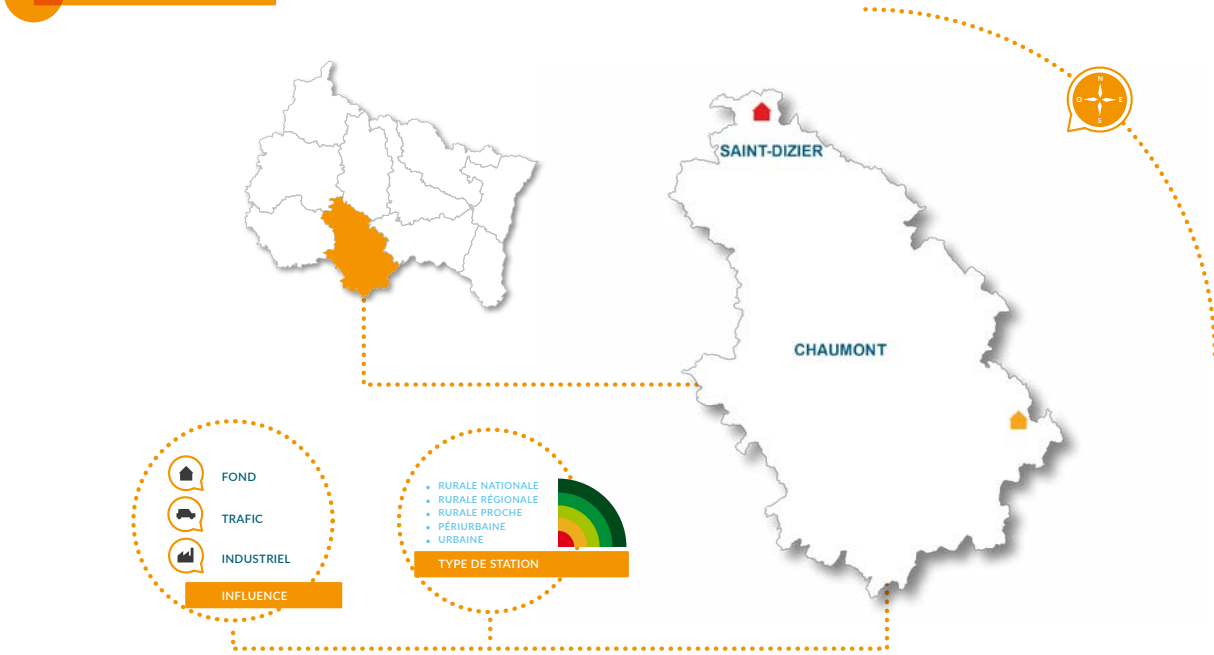 N
O E
S
SAINT-DIZIER
CHAUMONT
FOND
TRAFIC
INDUSTRIEL
INFLUENCE
• RURALE NATIONALE
• RURALE RÉGIONALE
• RURALE PROCHE
• PÉRIURBAINE
• URBAINE
TYPE DE STATION